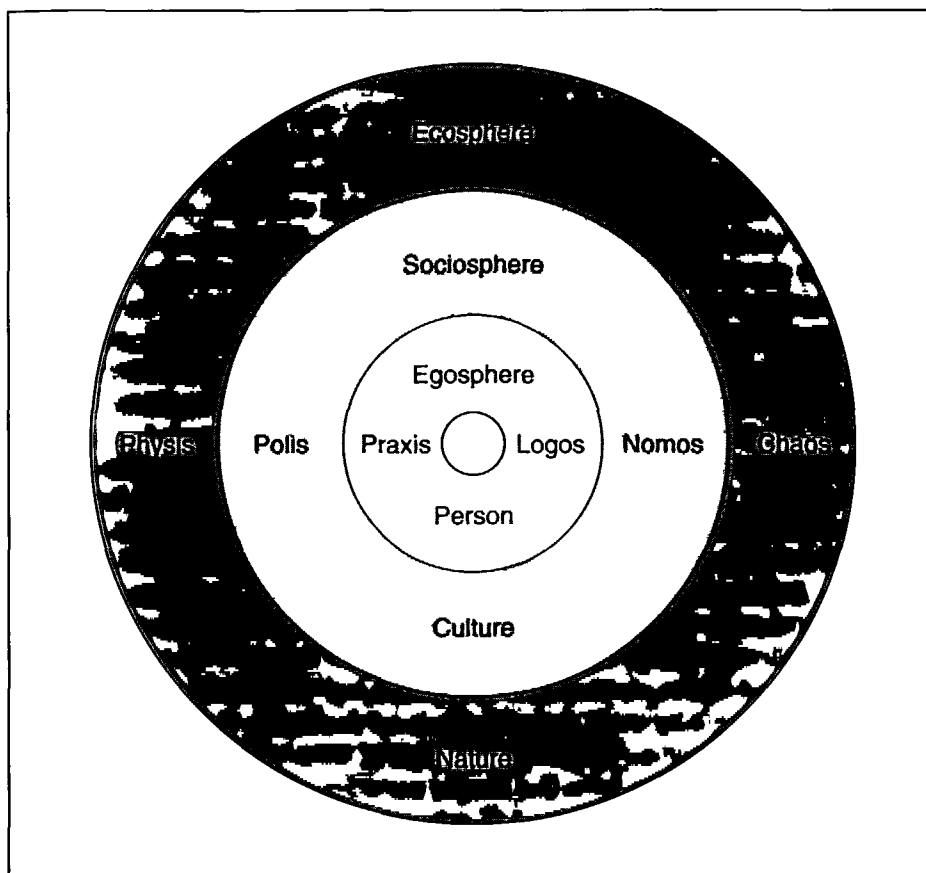 Ecosphere
Sociosphere
Egosphere
Physis Polis Praxis Logos Nomos Chaos
Person
Culture
Nature